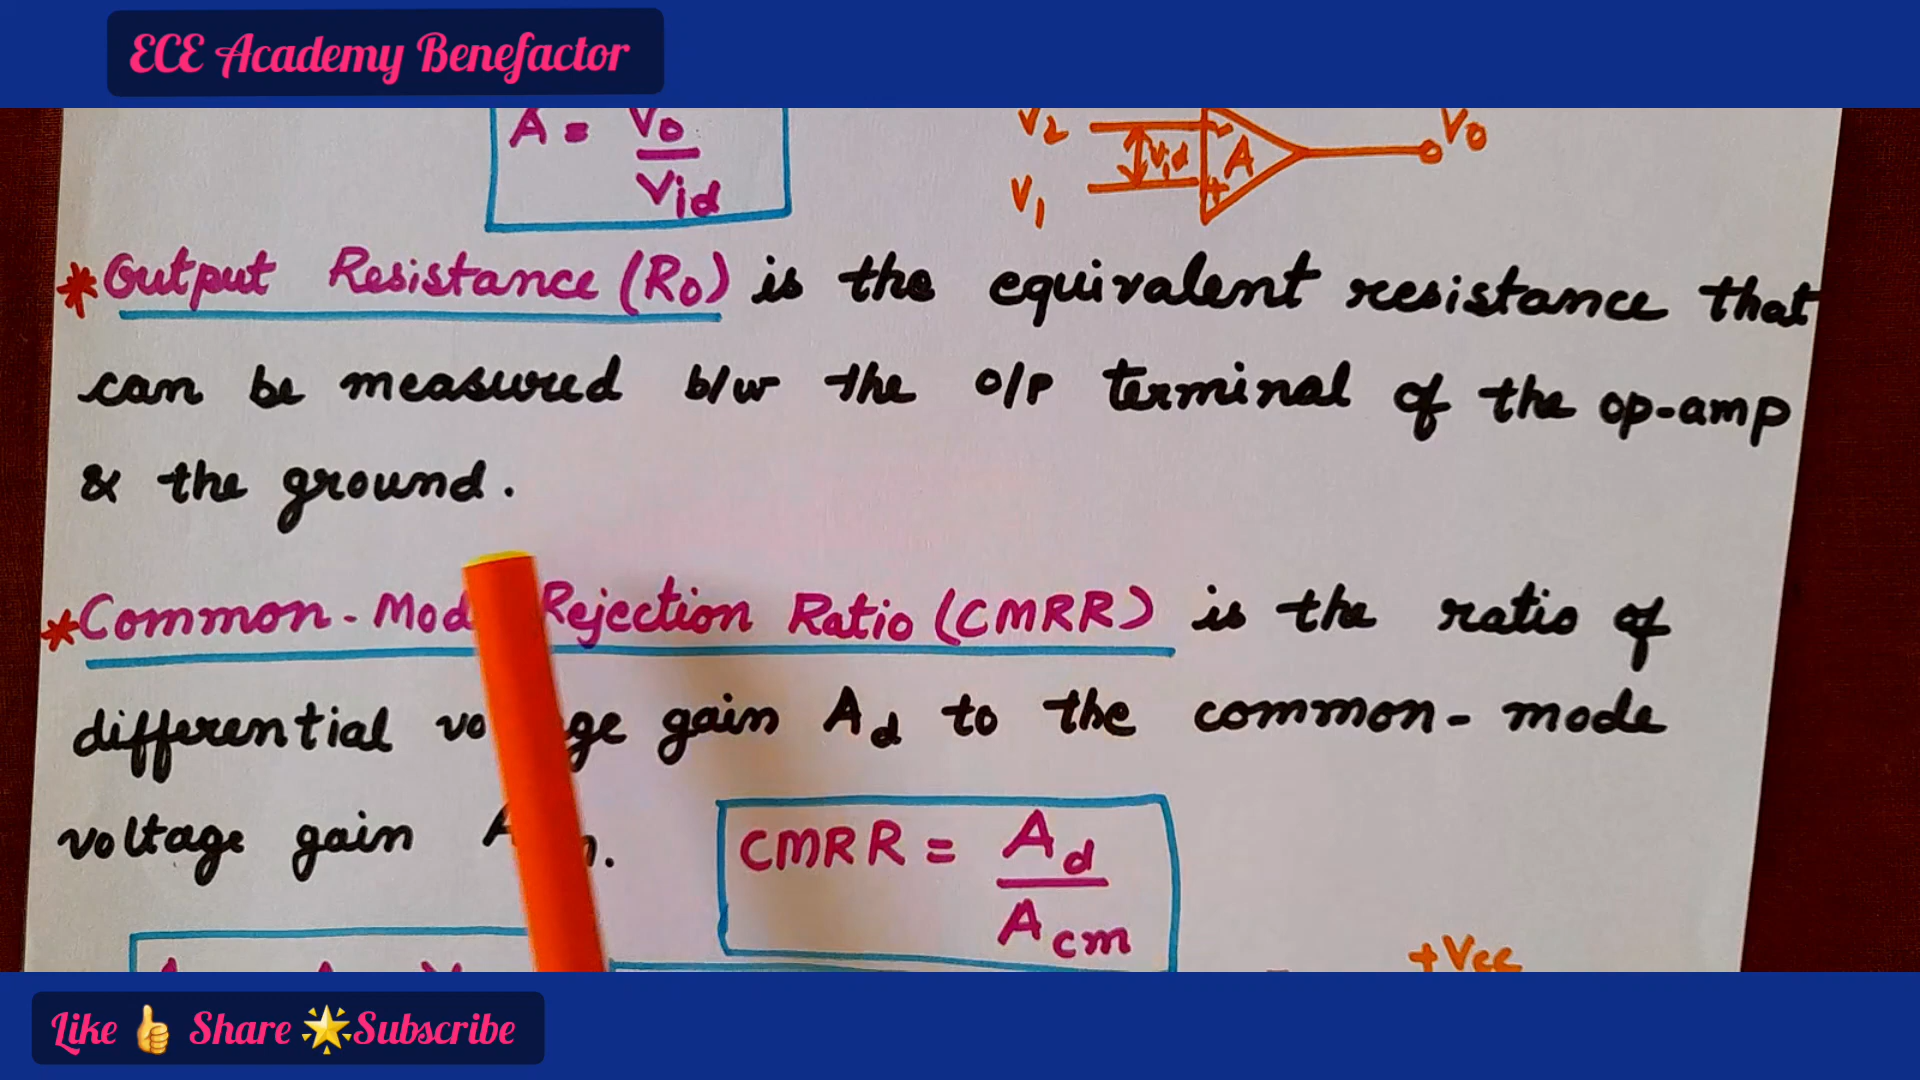 ECE Academy Benefactor
A = Vo
Vid
V2
Vid
A
Vo
V1
-
+
* Output Resistance (Ro) is the equivalent resistance that
can be measured b/w the o/p terminal of the op-amp
& the ground.
* Common-Mod Rejection Ratio (CMRR) is the ratio of
differential gain Ad to the common-mode
voltage gain
CMRR = Ad
Acm
+Vcc
Like 👍 Share 🌟Subscribe